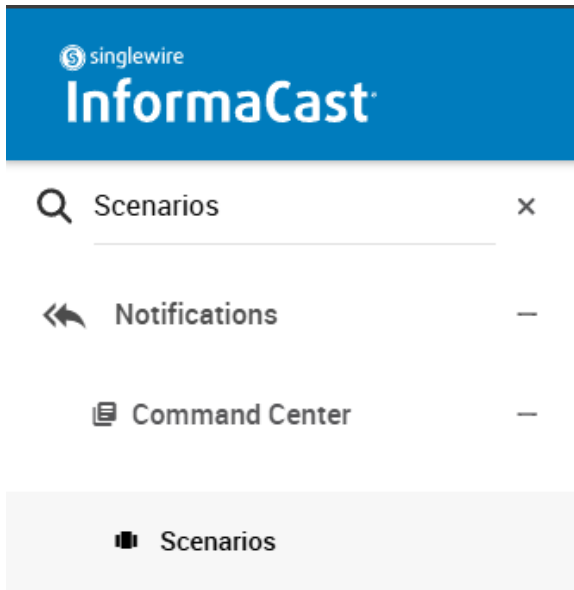 singlewire
InformaCast
Scenarios
Notifications
Command Center
Scenarios